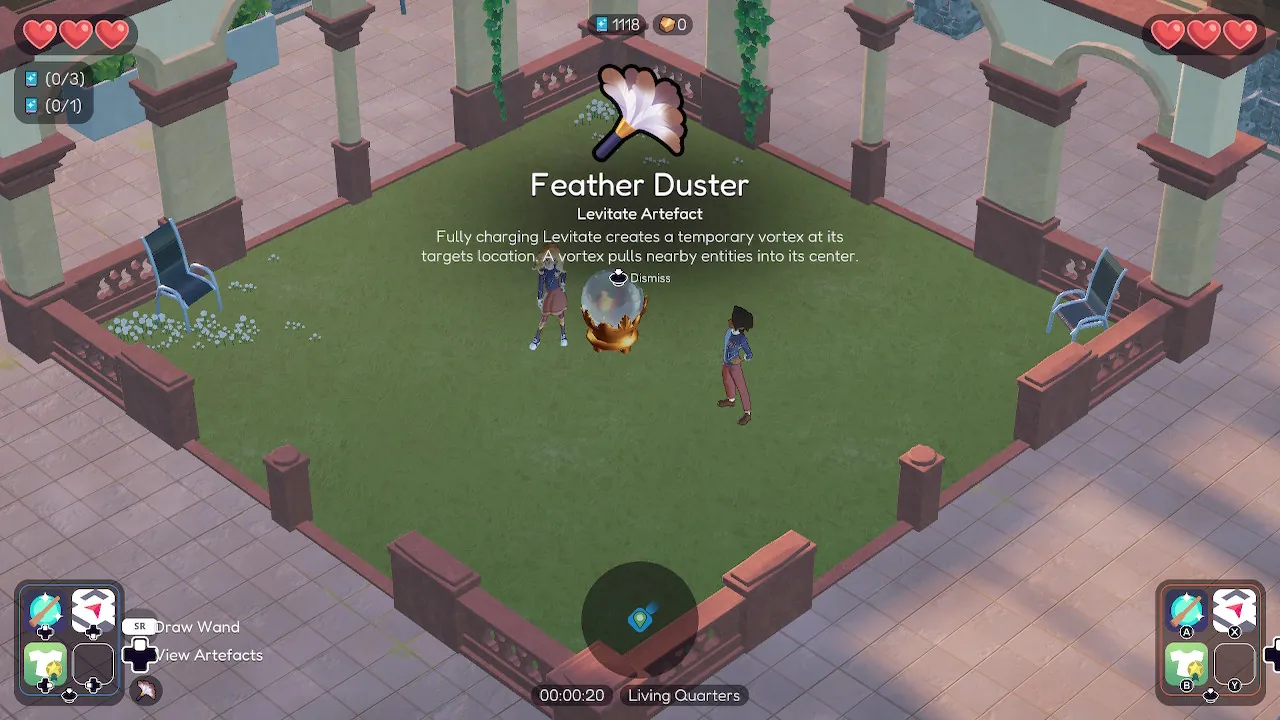 1118
0
(0/3)
(0/1)
Feather Duster
Levitate Artefact
Fully charging Levitate creates a temporary vortex at its
targets location. A vortex pulls nearby entities into its center.
Dismiss
SR Draw Wand
View Artefacts
A X
B Y
00:00:20 Living Quarters